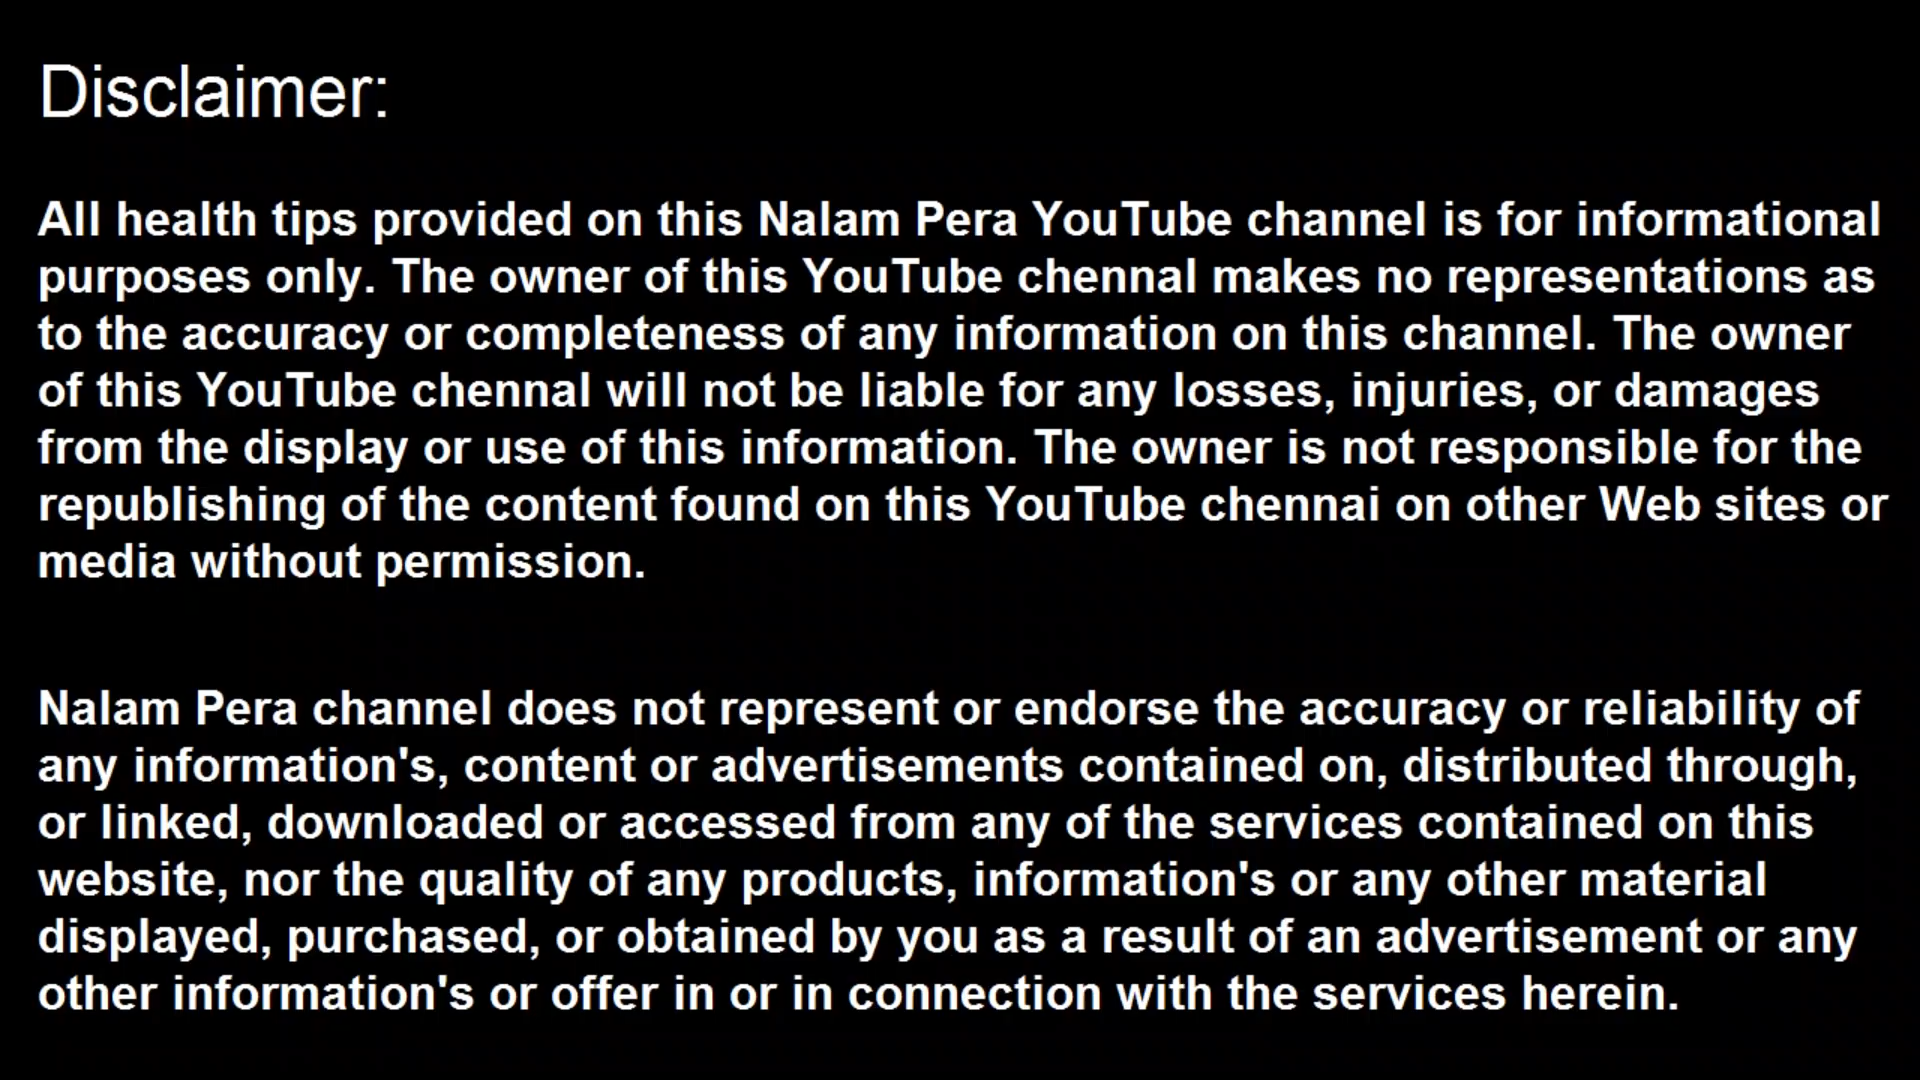 Disclaimer:
All health tips provided on this Nalam Pera YouTube channel is for informational
purposes only. The owner of this YouTube chennal makes no representations as
to the accuracy or completeness of any information on this channel. The owner
of this YouTube chennal will not be liable for any losses, injuries, or damages
from the display or use of this information. The owner is not responsible for the
republishing of the content found on this YouTube chennai on other Web sites or
media without permission.
Nalam Pera channel does not represent or endorse the accuracy or reliability of
any information's, content or advertisements contained on, distributed through,
or linked, downloaded or accessed from any of the services contained on this
website, nor the quality of any products, information's or any other material
displayed, purchased, or obtained by you as a result of an advertisement or any
other information's or offer in or in connection with the services herein.